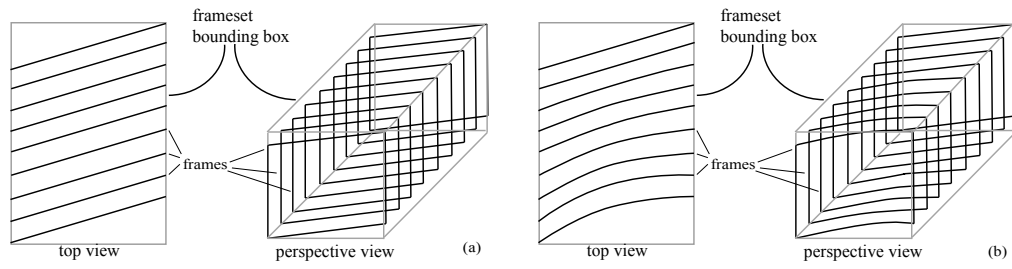 frameset
bounding box
frames
top view
perspective view
(a)
frameset
bounding box
frames
top view
perspective view
(b)